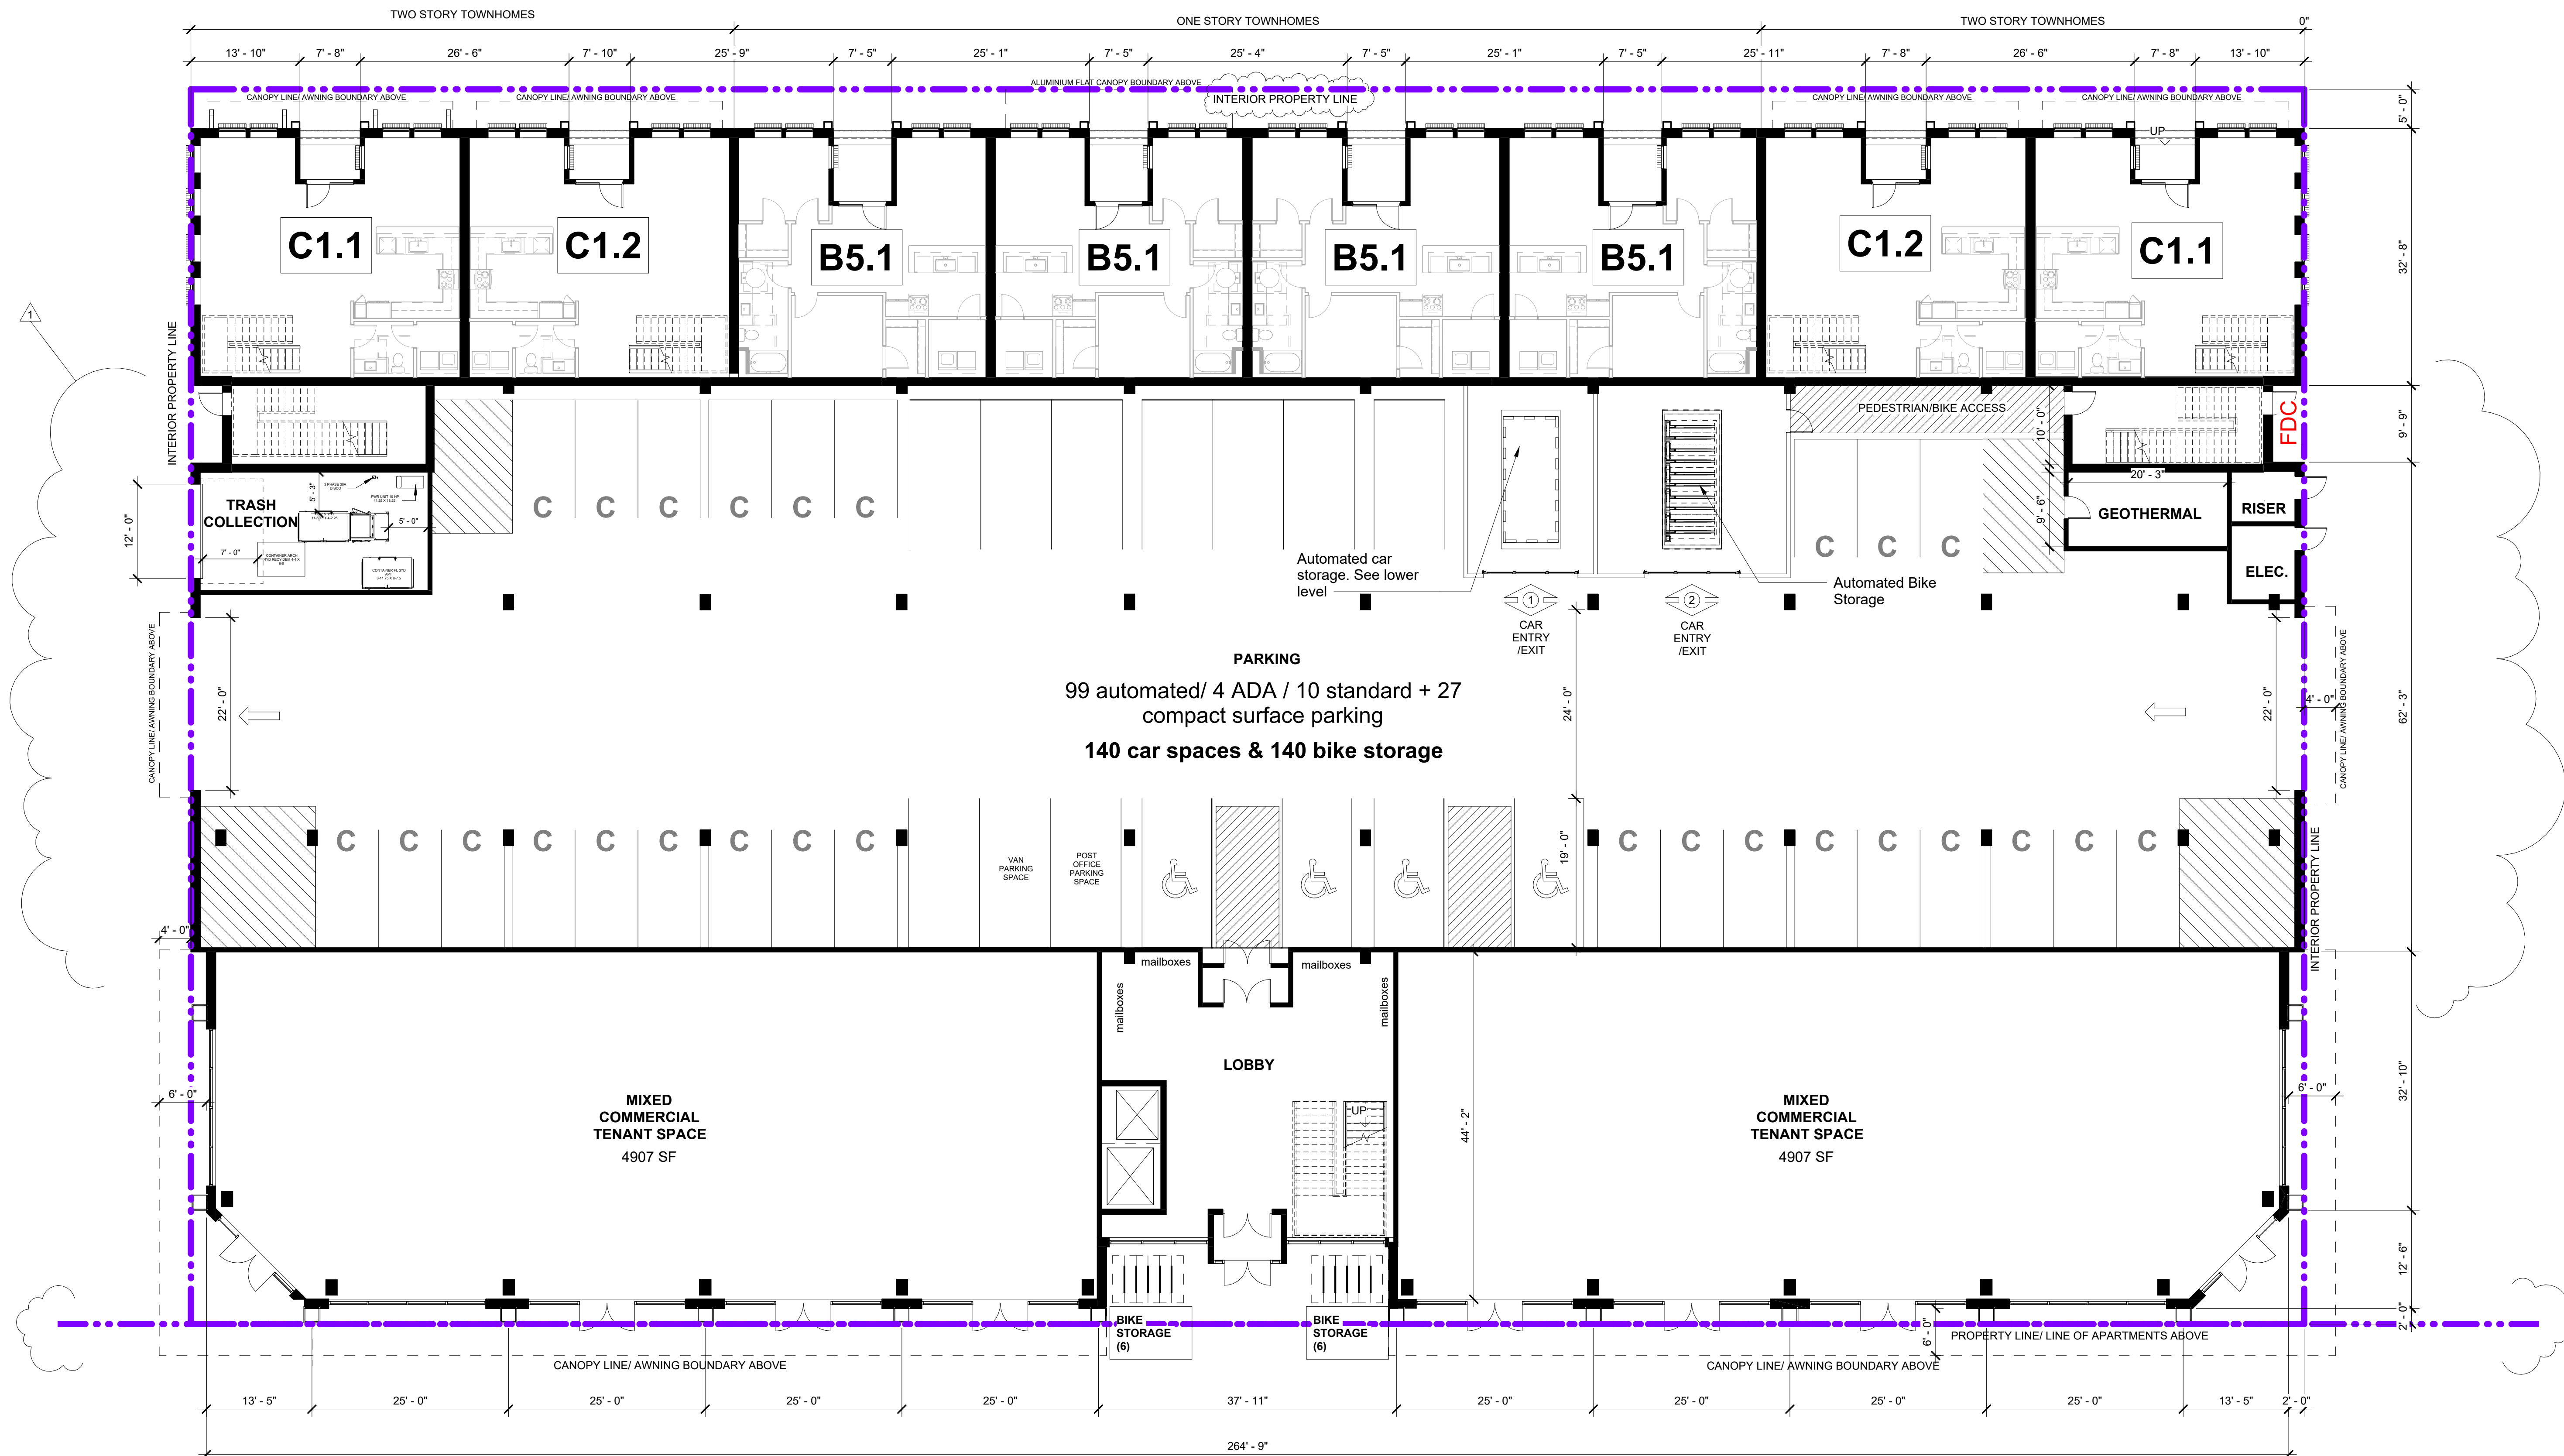 TWO STORY TOWNHOMES
ONE STORY TOWNHOMES
TWO STORY TOWNHOMES
0"
13' - 10"
7' - 8"
26' - 6"
7' - 10"
25' - 9"
7' - 5"
25' - 1"
7' - 5"
25' - 4"
7' - 5"
25' - 1"
7' - 5"
25' - 11"
7' - 8"
26' - 6"
7' - 8"
13' - 10"
ALUMINIUM FLAT CANOPY BOUNDARY ABOVE
INTERIOR PROPERTY LINE
CANOPY LINE/ AWNING BOUNDARY ABOVE
CANOPY LINE/ AWNING BOUNDARY ABOVE
CANOPY LINE/ AWNING BOUNDARY ABOVE
CANOPY LINE/ AWNING BOUNDARY ABOVE
5' - 0"
UP
C1.1
C1.2
B5.1
B5.1
B5.1
B5.1
C1.2
C1.1
32' - 8"
1
INTERIOR PROPERTY LINE
PEDESTRIAN/BIKE ACCESS
10' - 0"
FDC
9' - 9"
TRASH
COLLECTION
5' - 3"
3 PHASE 30A
DISCO.
PWR UNIT 10 HP
5' - 0"
7' - 0"
12' - 0"
C
C
C
C
C
C
Automated car
storage. See lower
level
Automated Bike
Storage
C
C
C
20' - 3"
9' - 6"
GEOTHERMAL
RISER
ELEC.
1
CAR
ENTRY
/EXIT
2
CAR
ENTRY
/EXIT
PARKING
99 automated/ 4 ADA / 10 standard + 27
compact surface parking
140 car spaces & 140 bike storage
CANOPY LINE/ AWNING BOUNDARY ABOVE
22' - 0"
24' - 0"
22' - 0"
4' - 0"
CANOPY LINE/ AWNING BOUNDARY ABOVE
62' - 3"
C
C
C
C
C
C
C
C
C
VAN
PARKING
SPACE
POST
OFFICE
PARKING
SPACE
19' - 0"
C
C
C
C
C
C
C
C
C
INTERIOR PROPERTY LINE
4' - 0"
mailboxes
mailboxes
mailboxes
mailboxes
LOBBY
UP
6' - 0"
MIXED
COMMERCIAL
TENANT SPACE
4907 SF
44' - 2"
MIXED
COMMERCIAL
TENANT SPACE
4907 SF
6' - 0"
32' - 10"
12' - 6"
2' - 0"
BIKE
STORAGE
(6)
BIKE
STORAGE
(6)
6' - 0"
PROPERTY LINE/ LINE OF APARTMENTS ABOVE
CANOPY LINE/ AWNING BOUNDARY ABOVE
CANOPY LINE/ AWNING BOUNDARY ABOVE
13' - 5"
25' - 0"
25' - 0"
25' - 0"
25' - 0"
37' - 11"
25' - 0"
25' - 0"
25' - 0"
25' - 0"
13' - 5"
2' - 0"
264' - 9"